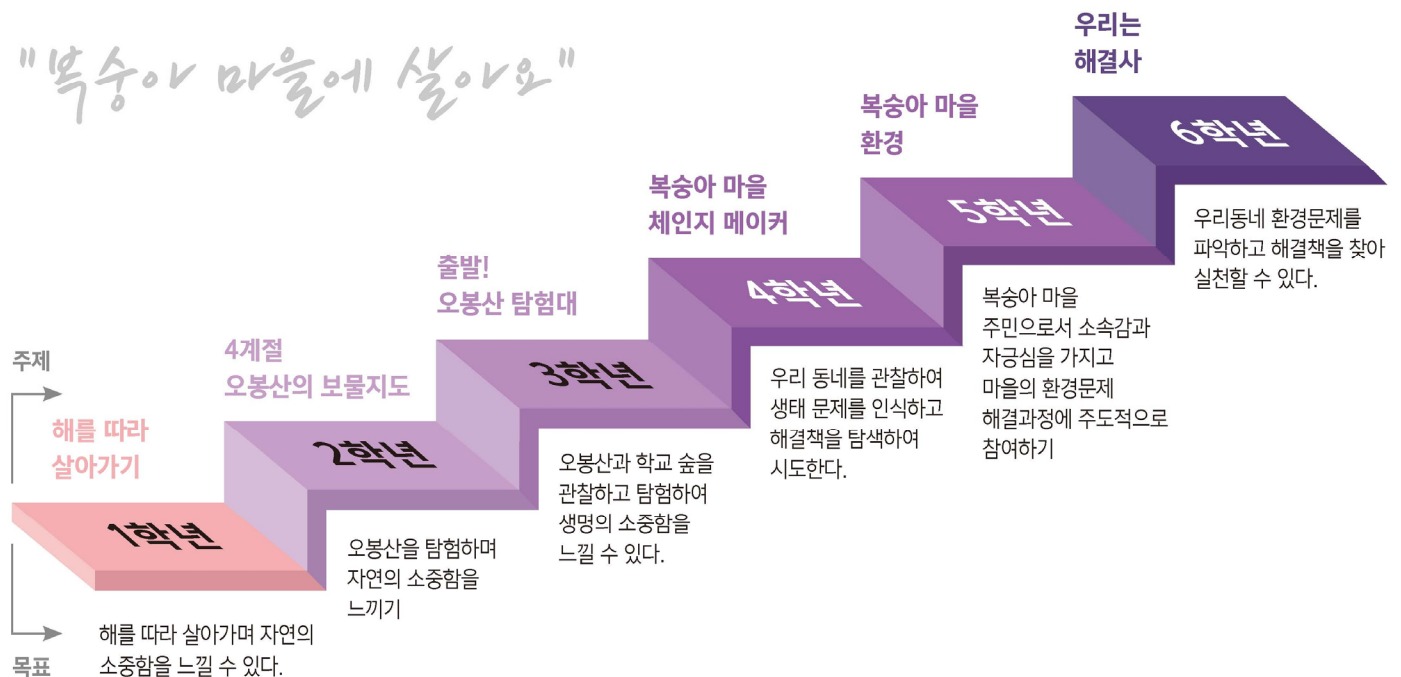 "복숭아 마을에 살아요"
주제
목표
해를 따라
살아가기
1학년
해를 따라 살아가며 자연의
소중함을 느낄 수 있다.
4계절
오봉산의 보물지도
2학년
오봉산을 탐험하며
자연의 소중함을
느끼기
출발!
오봉산 탐험대
3학년
오봉산과 학교 숲을
관찰하고 탐험하여
생명의 소중함을
느낄 수 있다.
복숭아 마을
체인지 메이커
4학년
우리 동네를 관찰하여
생태 문제를 인식하고
해결책을 탐색하여
시도한다.
복숭아 마을
환경
5학년
복숭아 마을
주민으로서 소속감과
자긍심을 가지고
마을의 환경문제
해결과정에 주도적으로
참여하기
우리는
해결사
6학년
우리동네 환경문제를
파악하고 해결책을 찾아
실천할 수 있다.